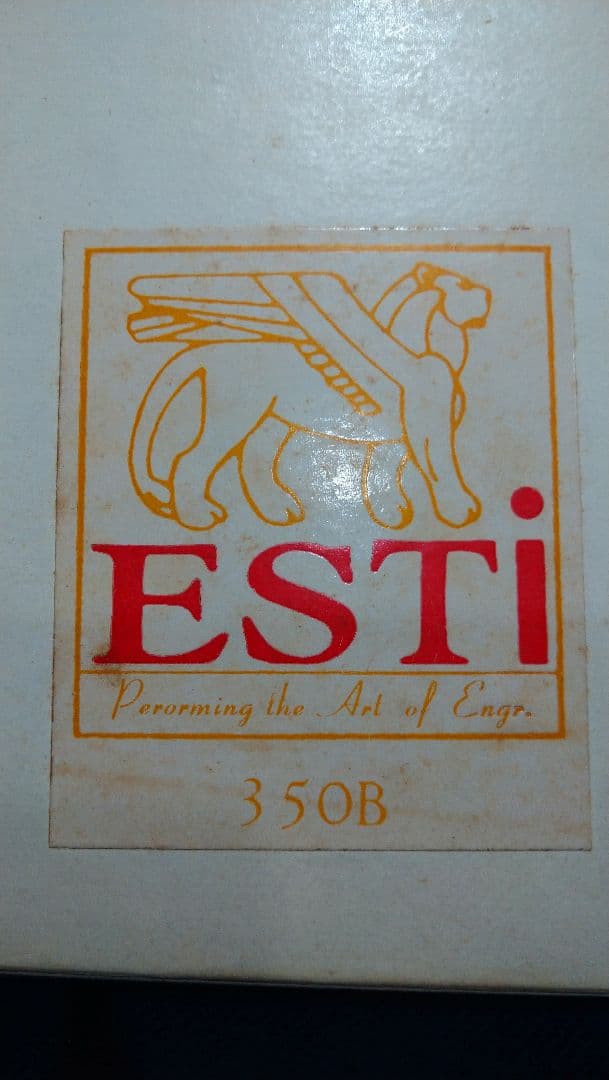 ESTi
Perorming the Art of Engr.
350B